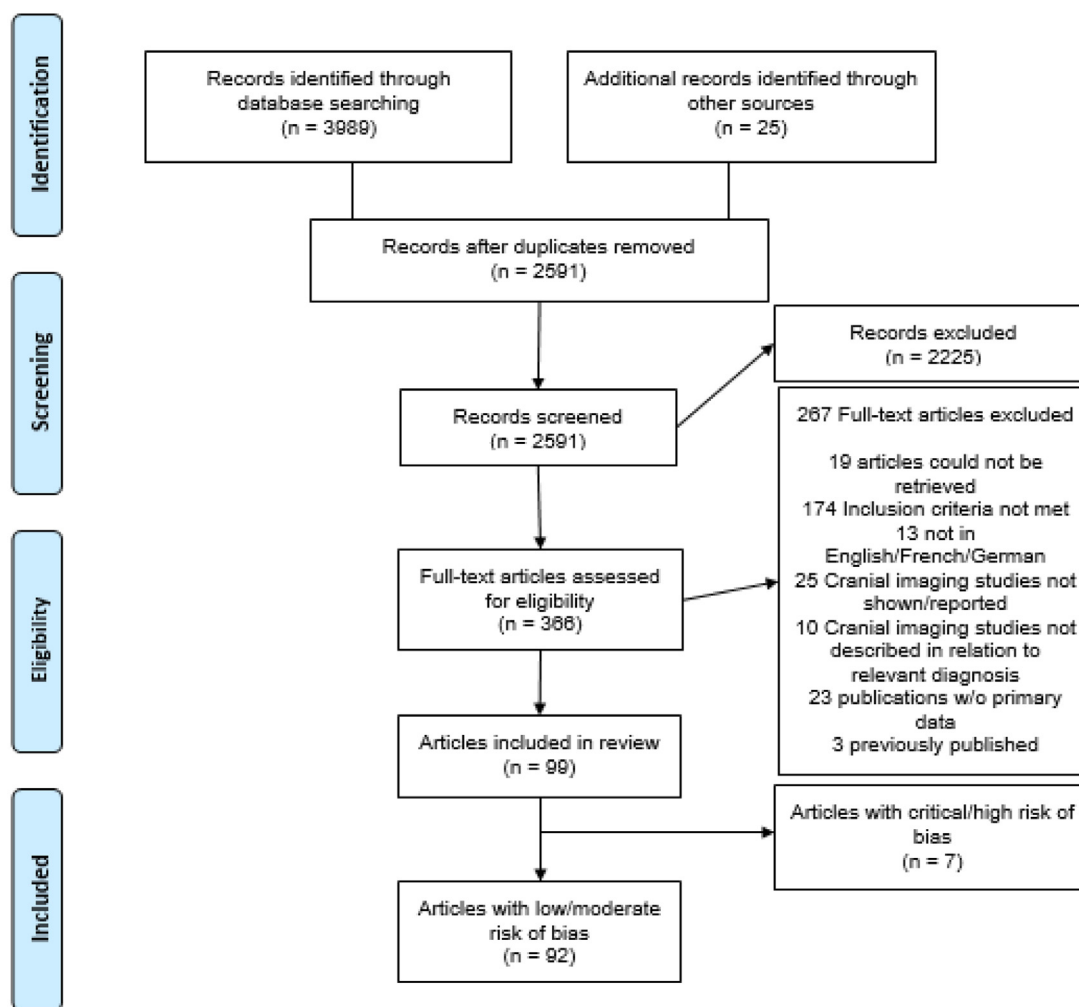 Identification
Records identified through
database searching
(n = 3989)
Additional records identified through
other sources
(n = 25)
Records after duplicates removed
(n = 2591)
Screening
Records screened
(n = 2591)
Records excluded
(n = 2225)
Eligibility
Full-text articles assessed
for eligibility
(n = 366)
267 Full-text articles excluded
19 articles could not be
retrieved
174 Inclusion criteria not met
13 not in
English/French/German
25 Cranial imaging studies not
shown/reported
10 Cranial imaging studies not
described in relation to
relevant diagnosis
23 publications w/o primary
data
3 previously published
Articles included in review
(n = 99)
Included
Articles with critical/high risk of
bias
(n = 7)
Articles with low/moderate
risk of bias
(n = 92)